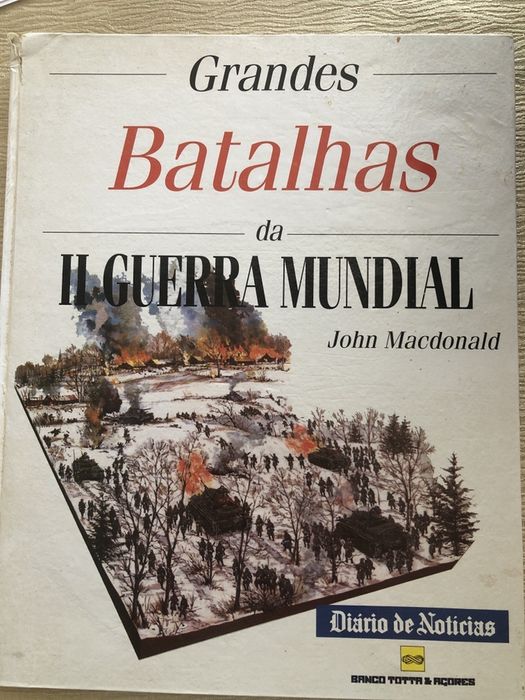 Grandes
Batalhas
da
II GUERRA MUNDIAL
John Macdonald
Diário de Notícias
BANCO TOTTA & AÇORES